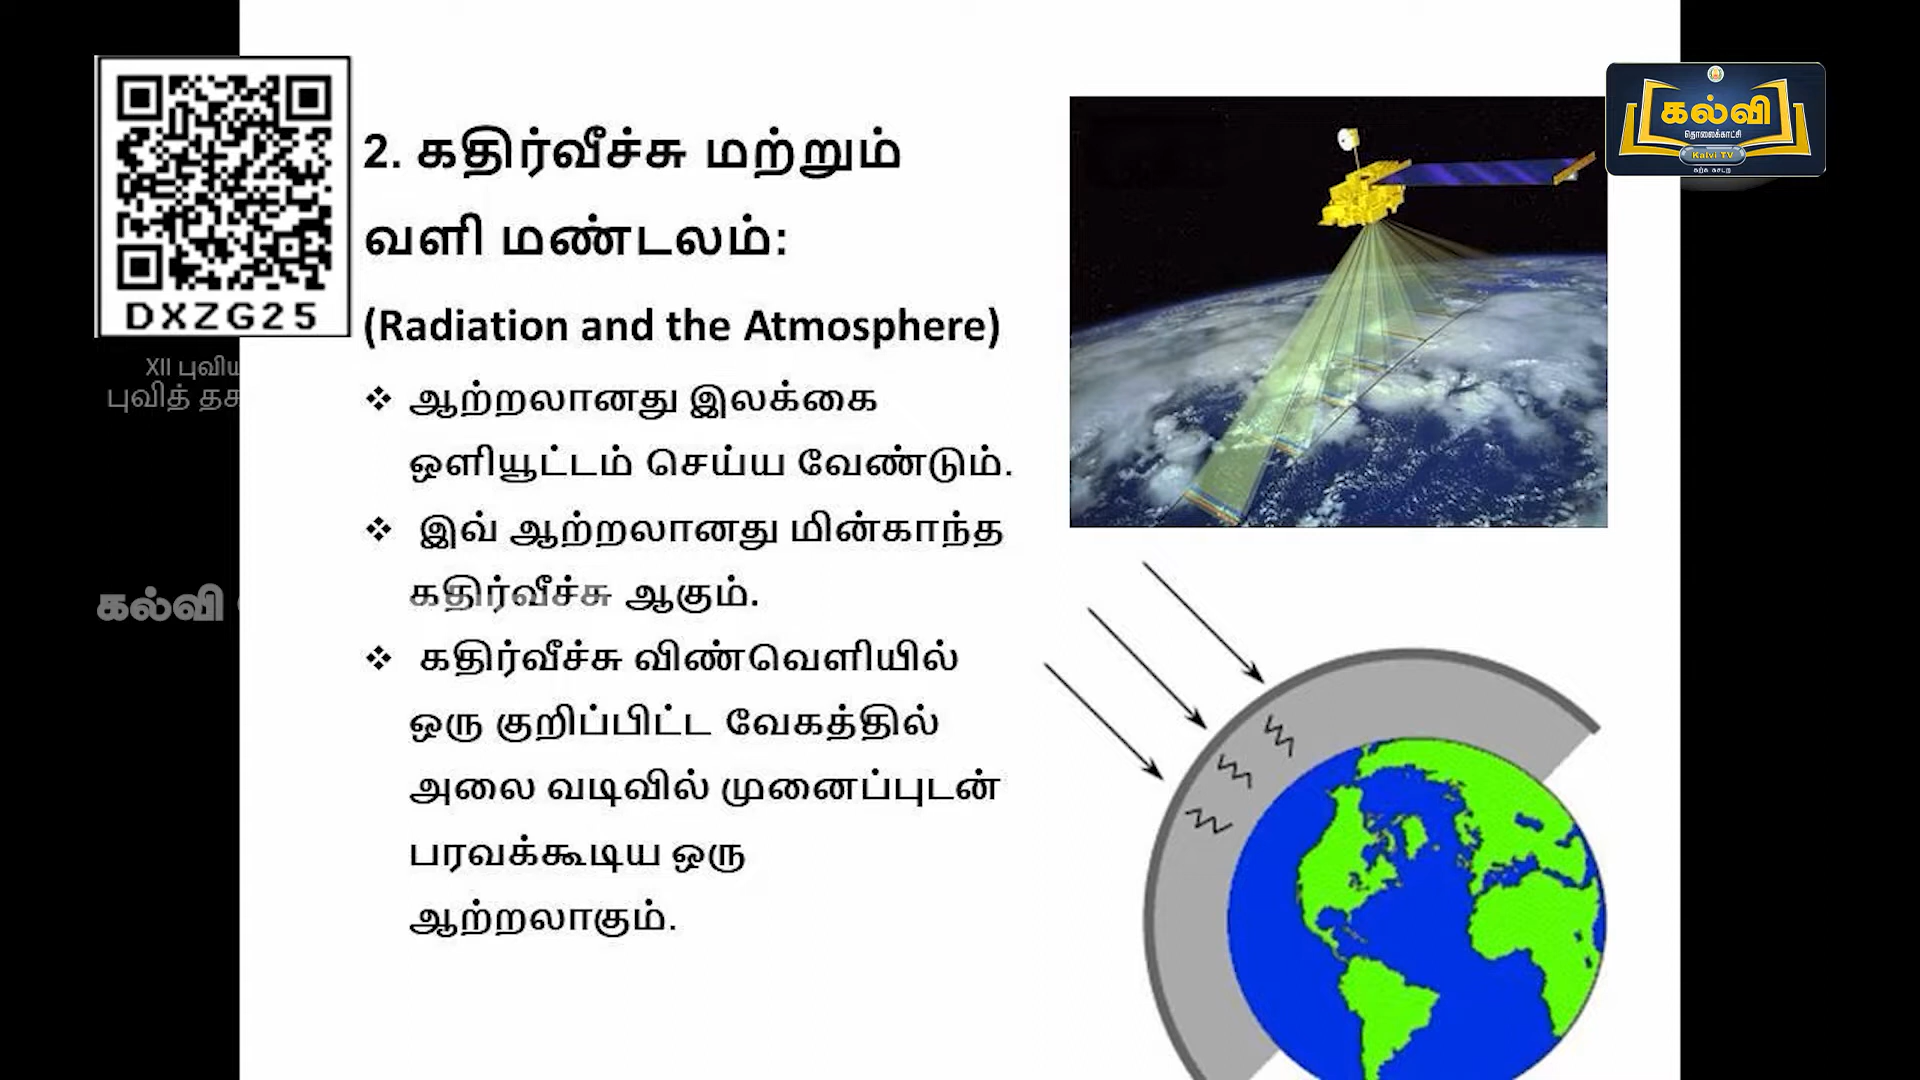 DXZG25
XII
புவித்
கல்வி
2. கதிர்வீச்சு மற்றும்
வளி மண்டலம்:
(Radiation and the Atmosphere)
❖ ஆற்றலானது இலக்கை
ஒளியூட்டம் செய்ய வேண்டும்.
❖ இவ் ஆற்றலானது மின்காந்த
கதிர்வீச்சு ஆகும்.
❖ கதிர்வீச்சு விண்வெளியில்
ஒரு குறிப்பிட்ட வேகத்தில்
அலை வடிவில் முனைப்புடன்
பரவக்கூடிய ஒரு
ஆற்றலாகும்.
கல்வி
தொலைக்காட்சி
Kalvi TV
கற்க கசடற